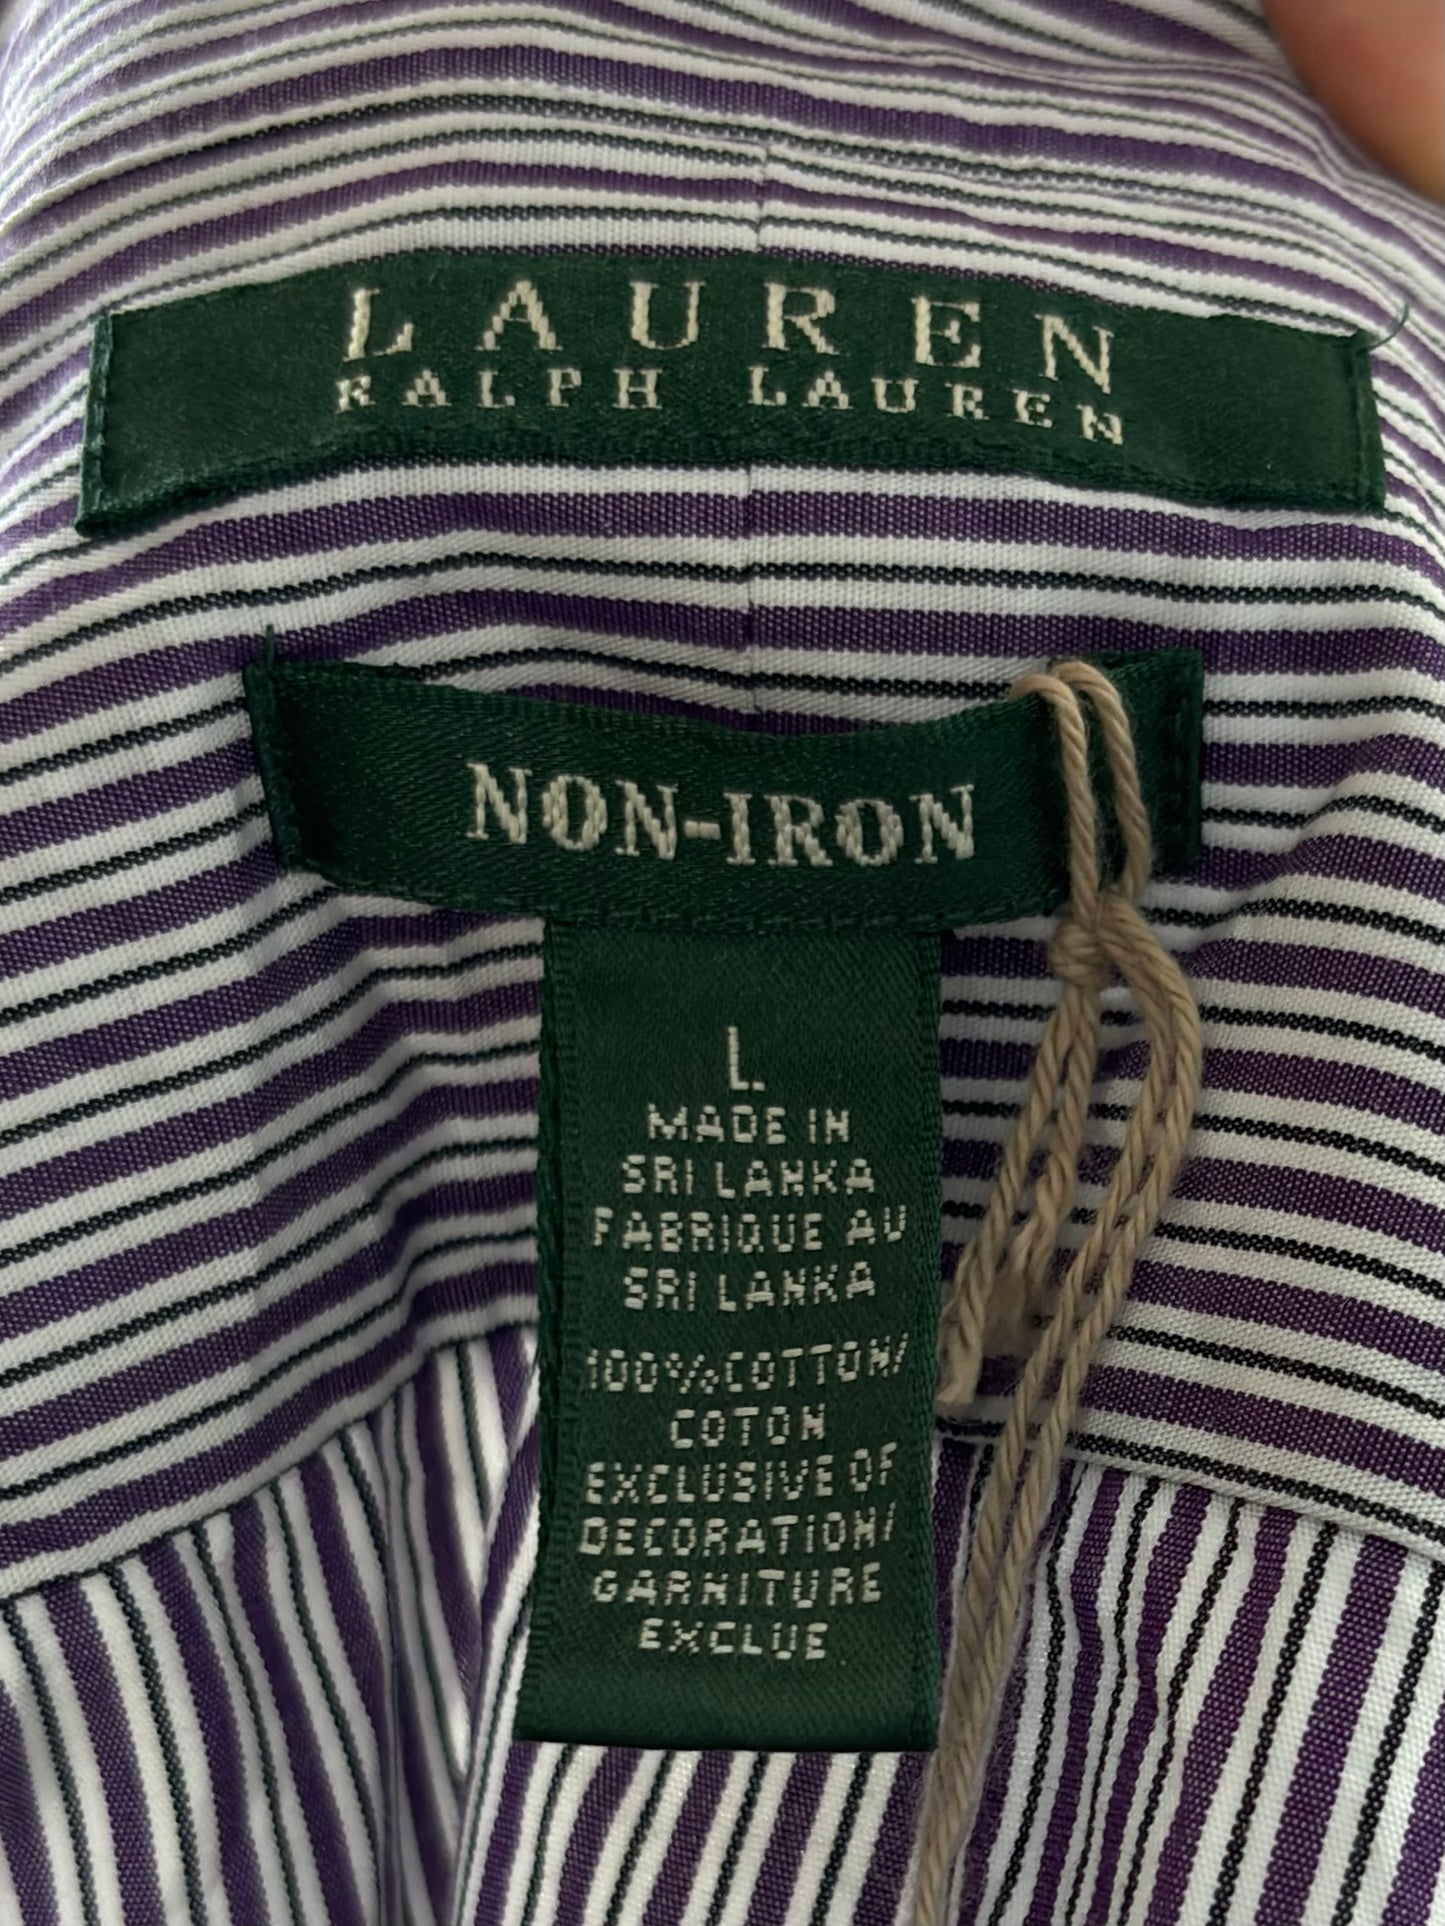 LAUREN
RALPH LAUREN
NON-IRON
L
MADE IN
SRI LANKA
FABRIQUE AU
SRI LANKA
100% COTTON/
COTON
EXCLUSIVE OF
DECORATION/
GARNITURE
EXCLUE